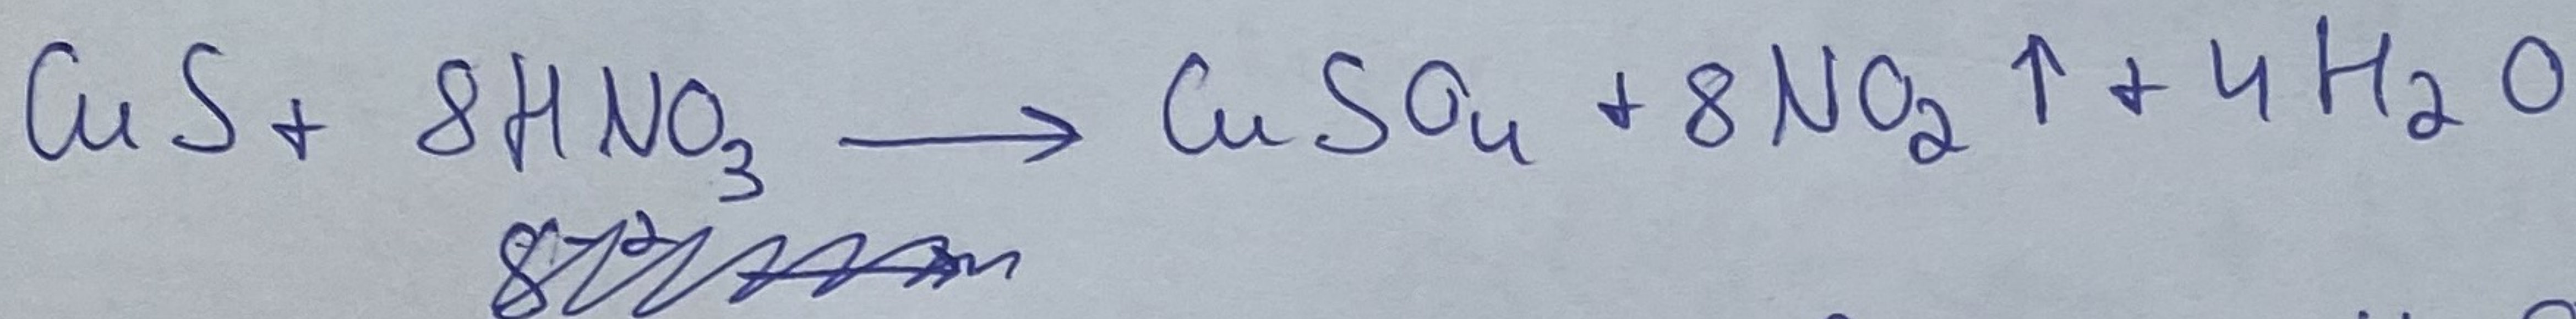 CuS + 8HNO₃ → CuSO₄ + 8NO₂ ↑ + 4H₂O